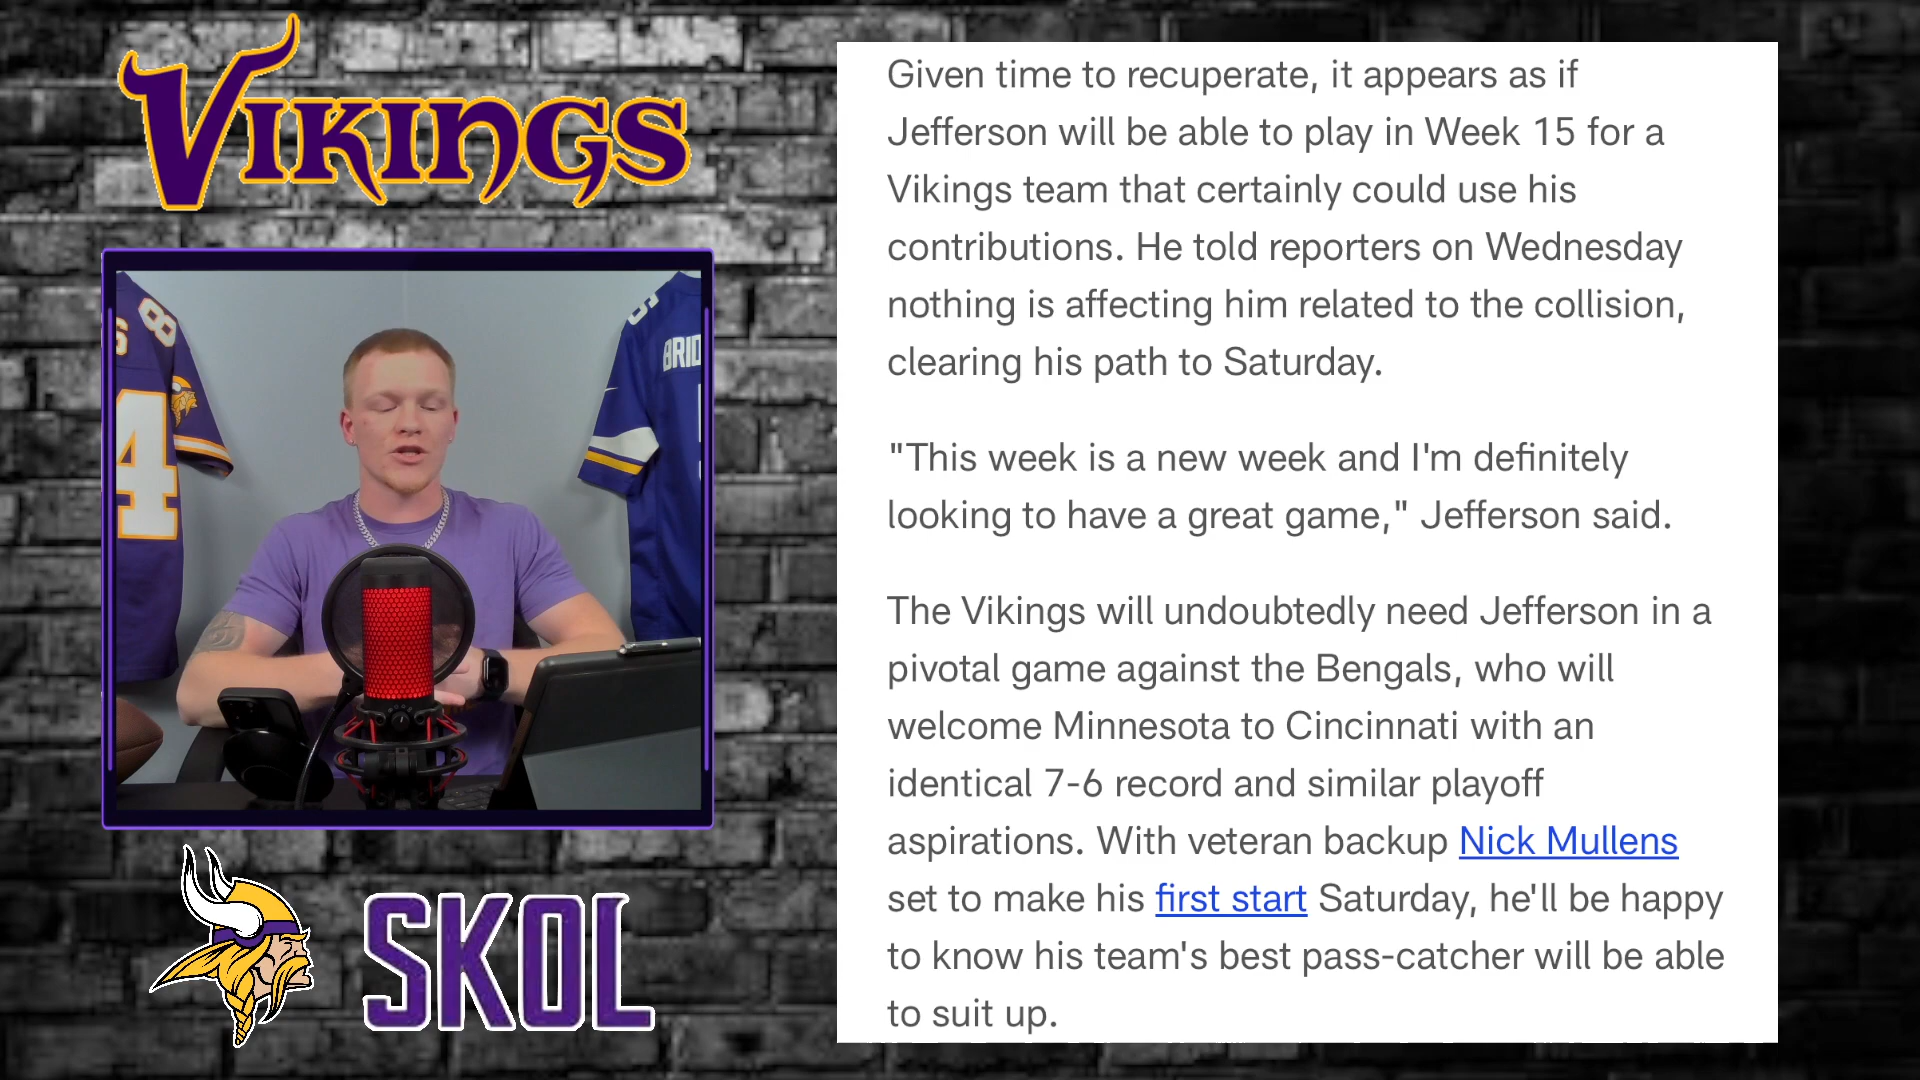 VIKINGS
S
8
4
BRID
SKOL
Given time to recuperate, it appears as if
Jefferson will be able to play in Week 15 for a
Vikings team that certainly could use his
contributions. He told reporters on Wednesday
nothing is affecting him related to the collision,
clearing his path to Saturday.
"This week is a new week and I'm definitely
looking to have a great game," Jefferson said.
The Vikings will undoubtedly need Jefferson in a
pivotal game against the Bengals, who will
welcome Minnesota to Cincinnati with an
identical 7-6 record and similar playoff
aspirations. With veteran backup Nick Mullens
set to make his first start Saturday, he'll be happy
to know his team's best pass-catcher will be able
to suit up.